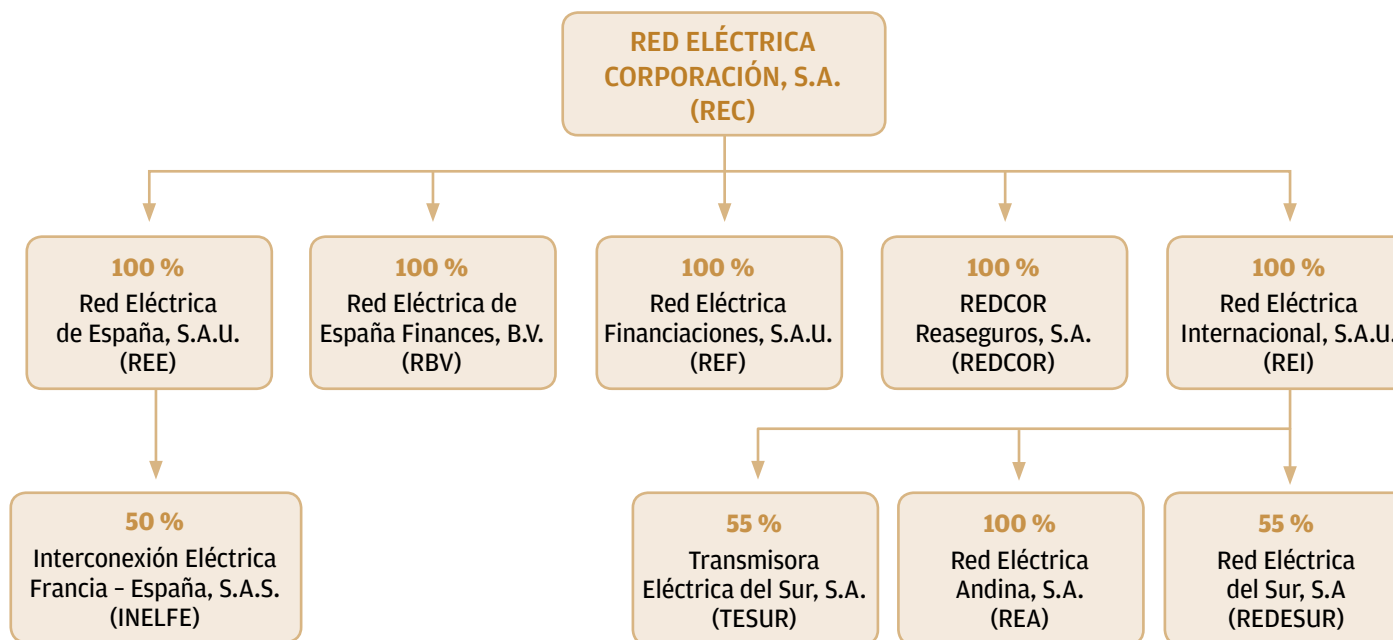 RED ELÉCTRICA
CORPORACIÓN, S.A.
(REC)
100 %
Red Eléctrica
de España, S.A.U.
(REE)
100 %
Red Eléctrica de
España Finances, B.V.
(RBV)
100 %
Red Eléctrica
Financiaciones, S.A.U.
(REF)
100 %
REDCOR
Reaseguros, S.A.
(REDCOR)
100 %
Red Eléctrica
Internacional, S.A.U.
(REI)
50 %
Interconexión Eléctrica
Francia – España, S.A.S.
(INELFE)
55 %
Transmisora
Eléctrica del Sur, S.A.
(TESUR)
100 %
Red Eléctrica
Andina, S.A.
(REA)
55 %
Red Eléctrica
del Sur, S.A
(REDESUR)